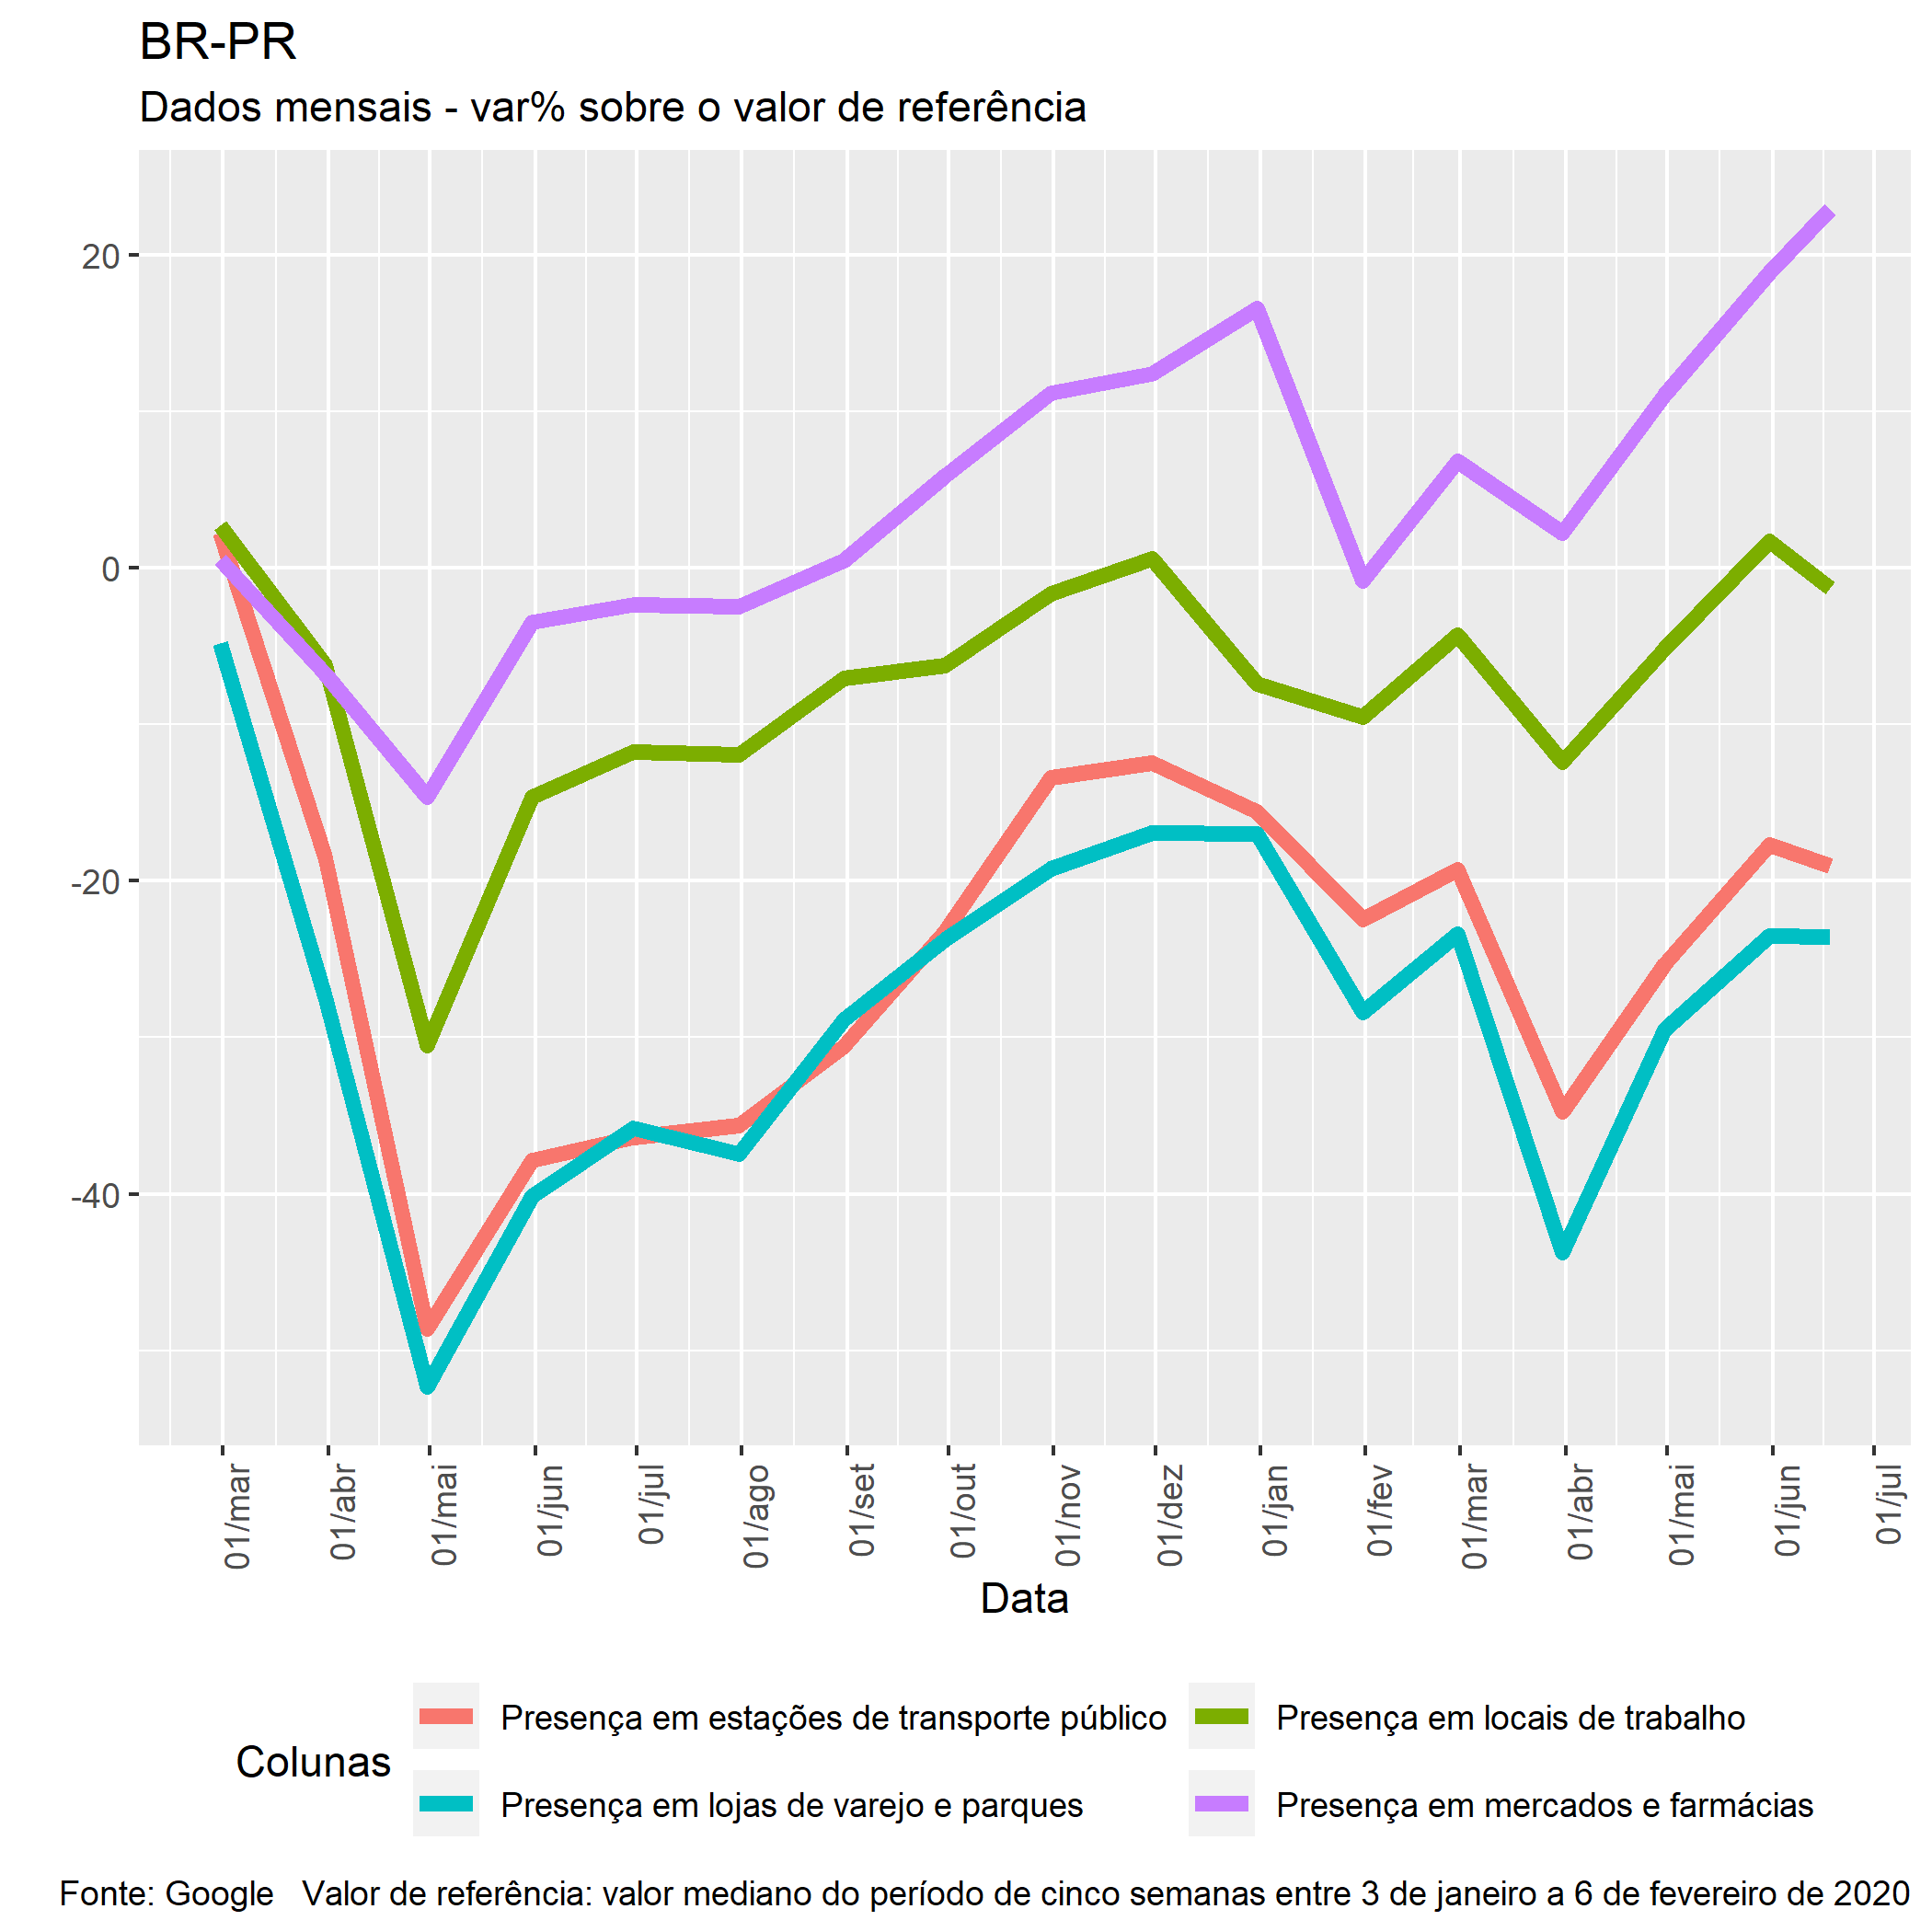 BR-PR
Dados mensais - var% sobre o valor de referência
20
0
-20
-40
01/mar
01/abr
01/mai
01/jun
01/jul
01/ago
01/set
01/out
01/nov
01/dez
01/jan
01/fev
01/mar
01/abr
01/mai
01/jun
01/jul
Data
Colunas
Presença em estações de transporte público
Presença em locais de trabalho
Presença em lojas de varejo e parques
Presença em mercados e farmácias
Fonte: Google   Valor de referência: valor mediano do período de cinco semanas entre 3 de janeiro a 6 de fevereiro de 2020